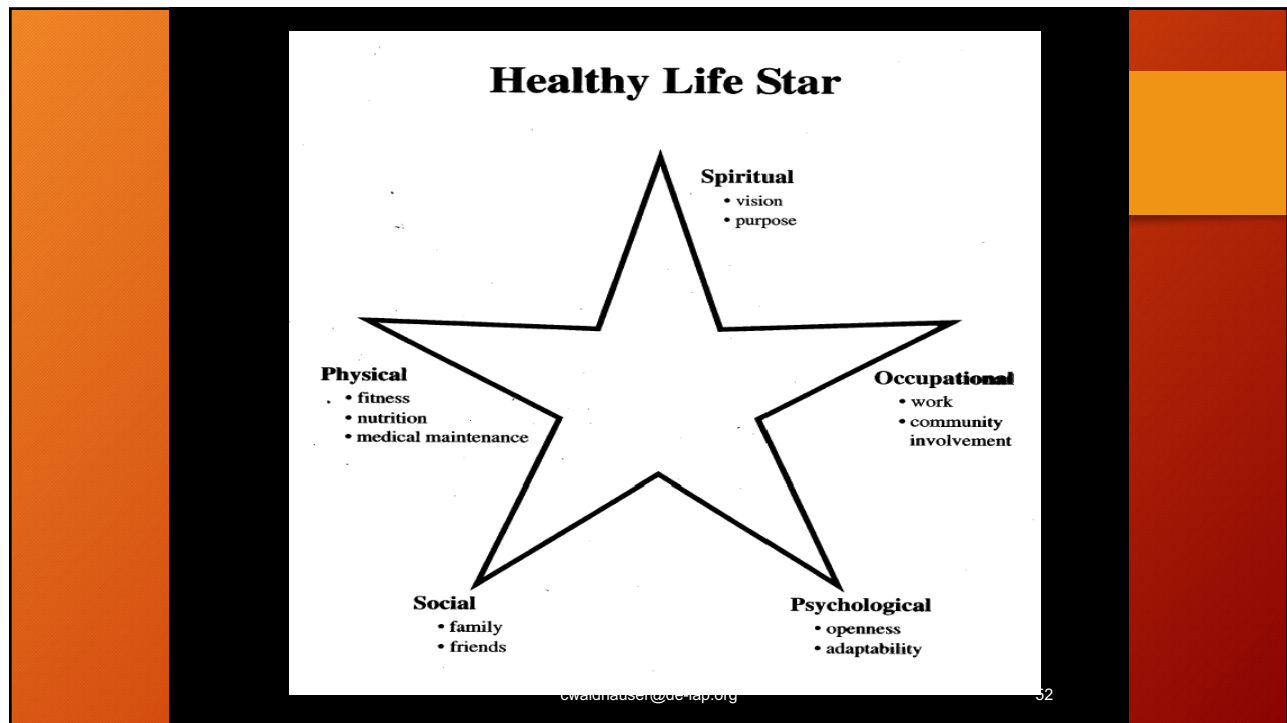 Healthy Life Star
Spiritual
• vision
• purpose
Physical
• fitness
• nutrition
• medical maintenance
Occupational
• work
• community
involvement
Social
• family
• friends
Psychological
• openness
• adaptability
52